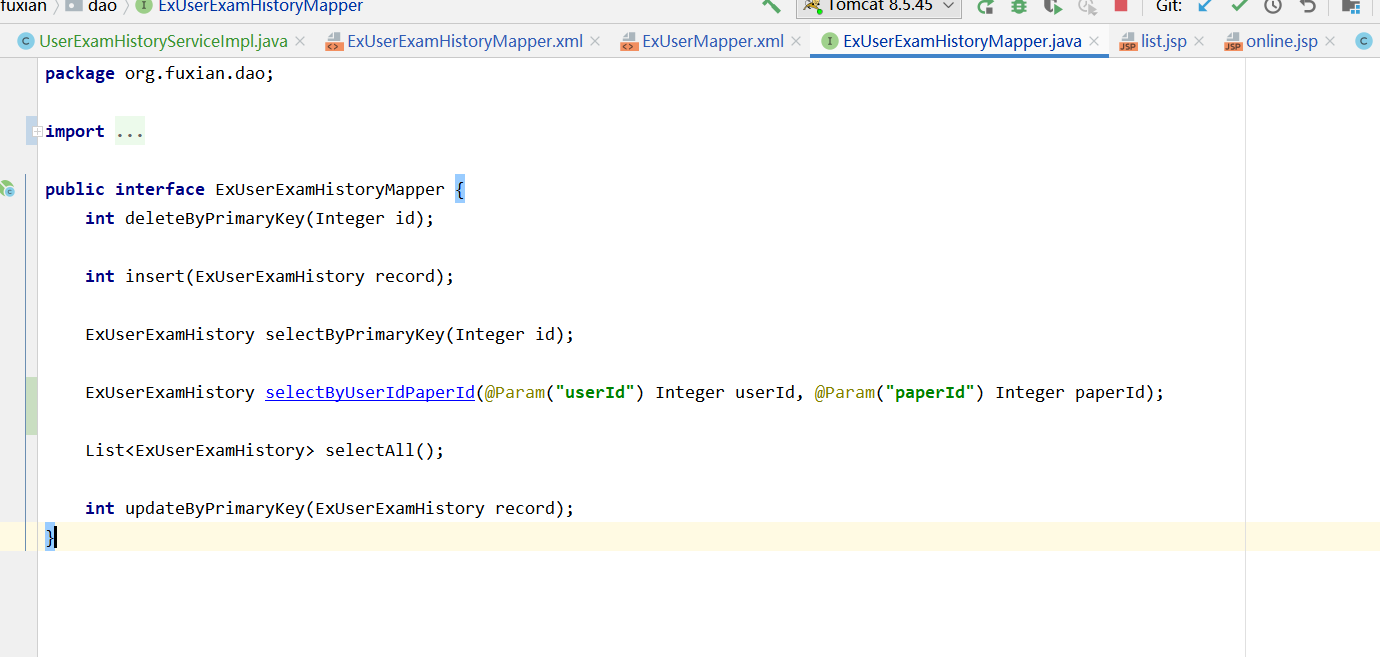 fuxian dao ExUserExamHistoryMapper Tomcat 8.5.45 Git:
UserExamHistoryServiceImpl.java ExUserExamHistoryMapper.xml ExUserMapper.xml ExUserExamHistoryMapper.java list.jsp online.jsp
package org.fuxian.dao;
import ...
public interface ExUserExamHistoryMapper {
int deleteByPrimaryKey(Integer id);
int insert(ExUserExamHistory record);
ExUserExamHistory selectByPrimaryKey(Integer id);
ExUserExamHistory selectByUserIdPaperId(@Param("userId") Integer userId, @Param("paperId") Integer paperId);
List<ExUserExamHistory> selectAll();
int updateByPrimaryKey(ExUserExamHistory record);
}